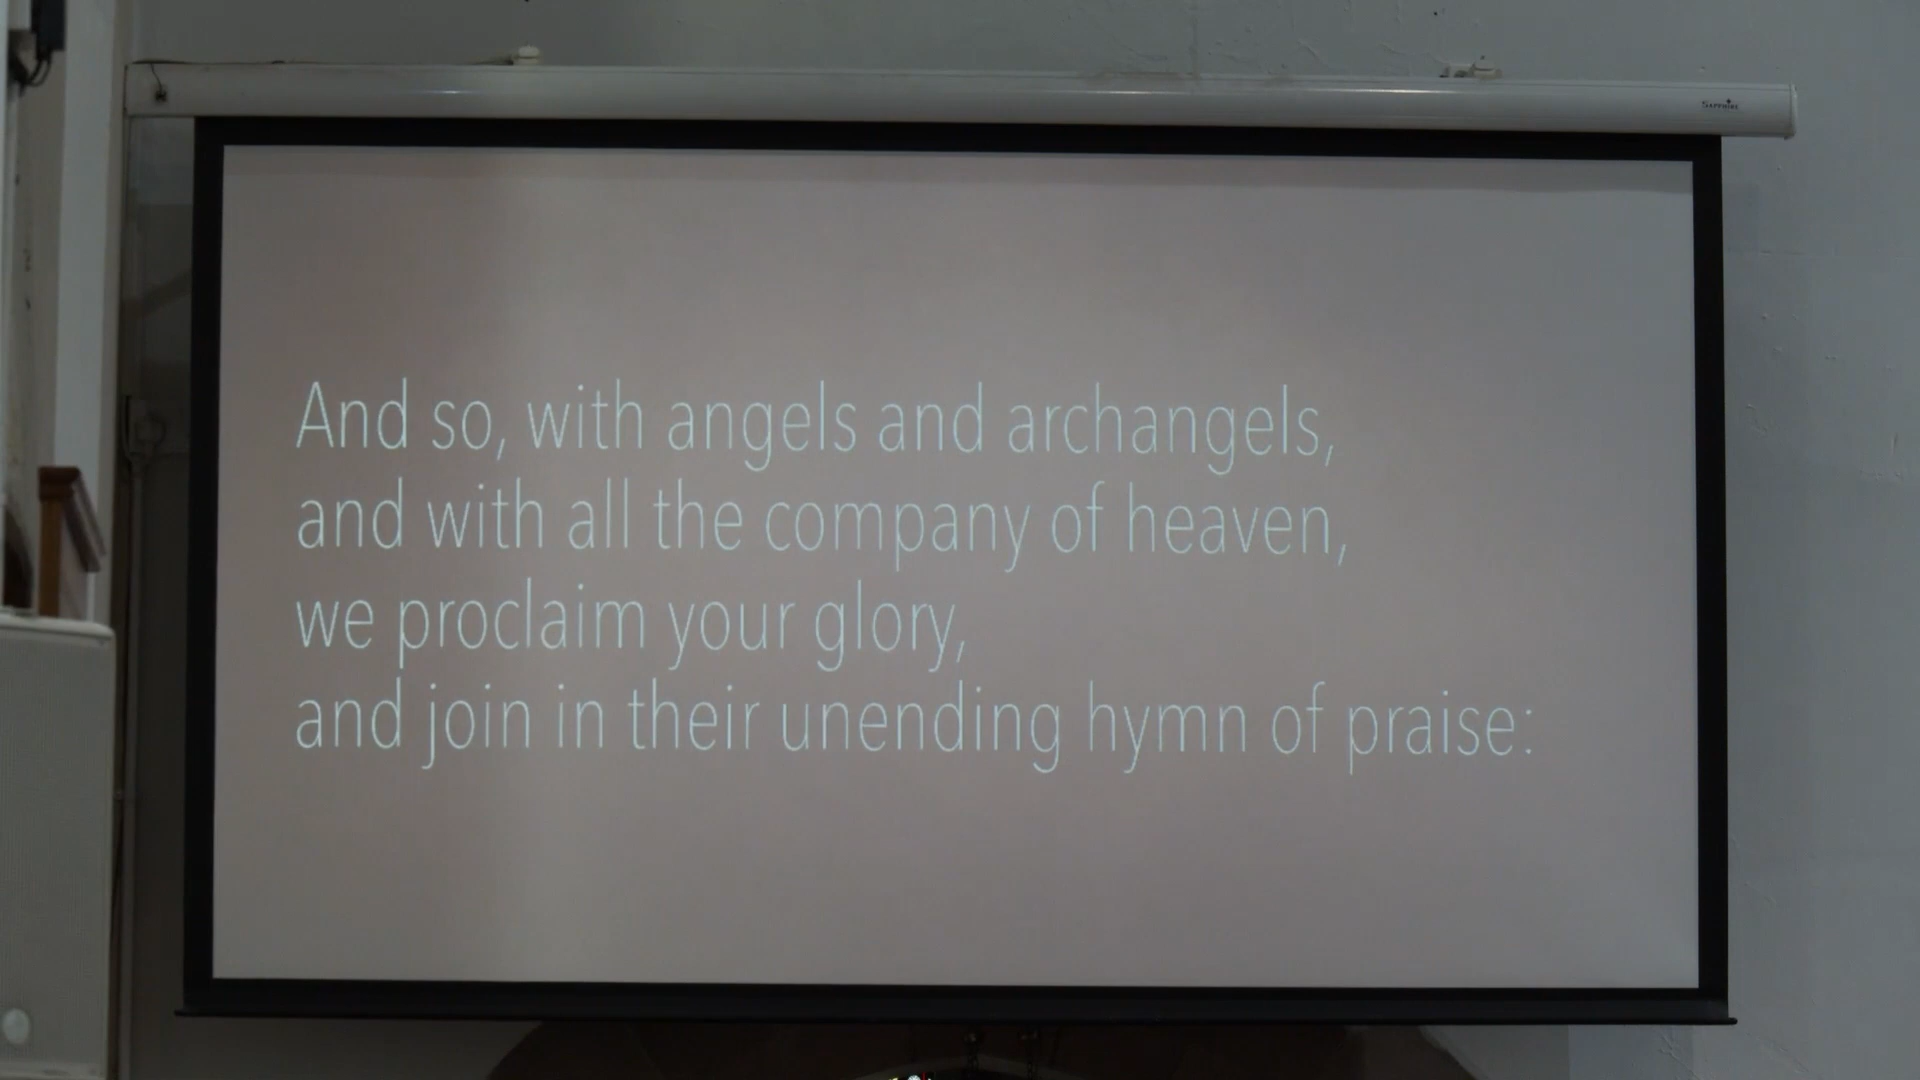 SAPPHIRE
And so, with angels and archangels,
and with all the company of heaven,
we proclaim your glory,
and join in their unending hymn of praise: